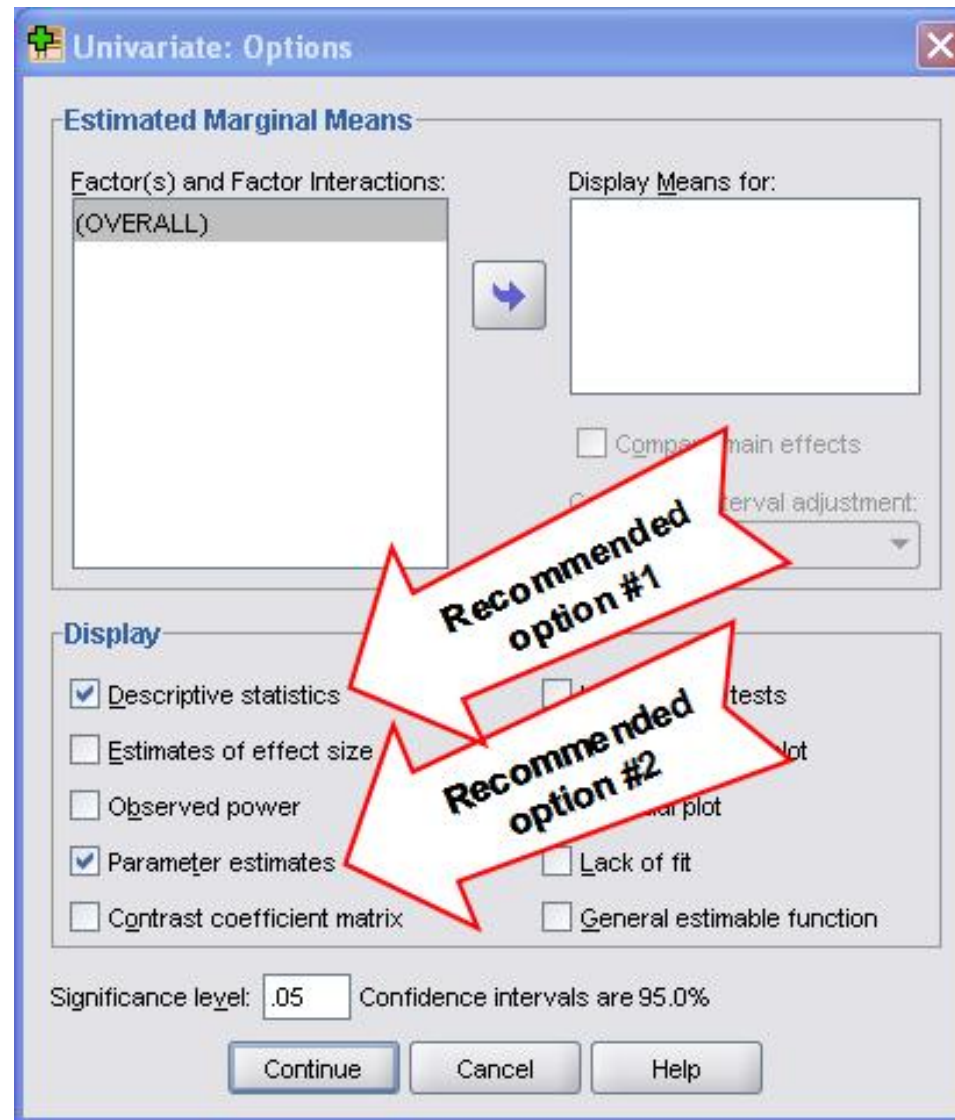 Univariate: Options
Estimated Marginal Means
Factor(s) and Factor Interactions:
(OVERALL)
Display Means for:
main effects
adjustment:
Recommended
option #1
Display
Descriptive statistics
tests
Estimates of effect size
Recommended
option #2
Observed power
plot
Parameter estimates
Lack of fit
Contrast coefficient matrix
General estimable function
Significance level: .05 Confidence intervals are 95.0%
Continue Cancel Help